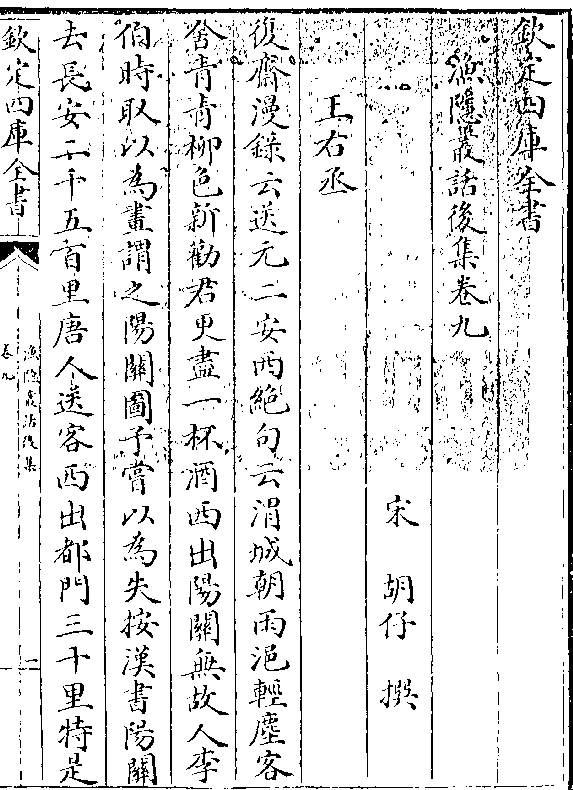 欽定四庫全書
漁隱叢話後集卷九
宋 胡仔 撰
王右丞
復齋漫錄云送元二安西絶句云渭城朝雨浥輕塵客
舍青青柳色新勸君更盡一杯酒西出陽關無故人李
伯時取以為畫謂之陽關圖予嘗以為失按漢書陽關
去長安二千五百里唐人送客西出都門三十里特是
欽定四庫全書
漁隱叢話後集
卷九
一